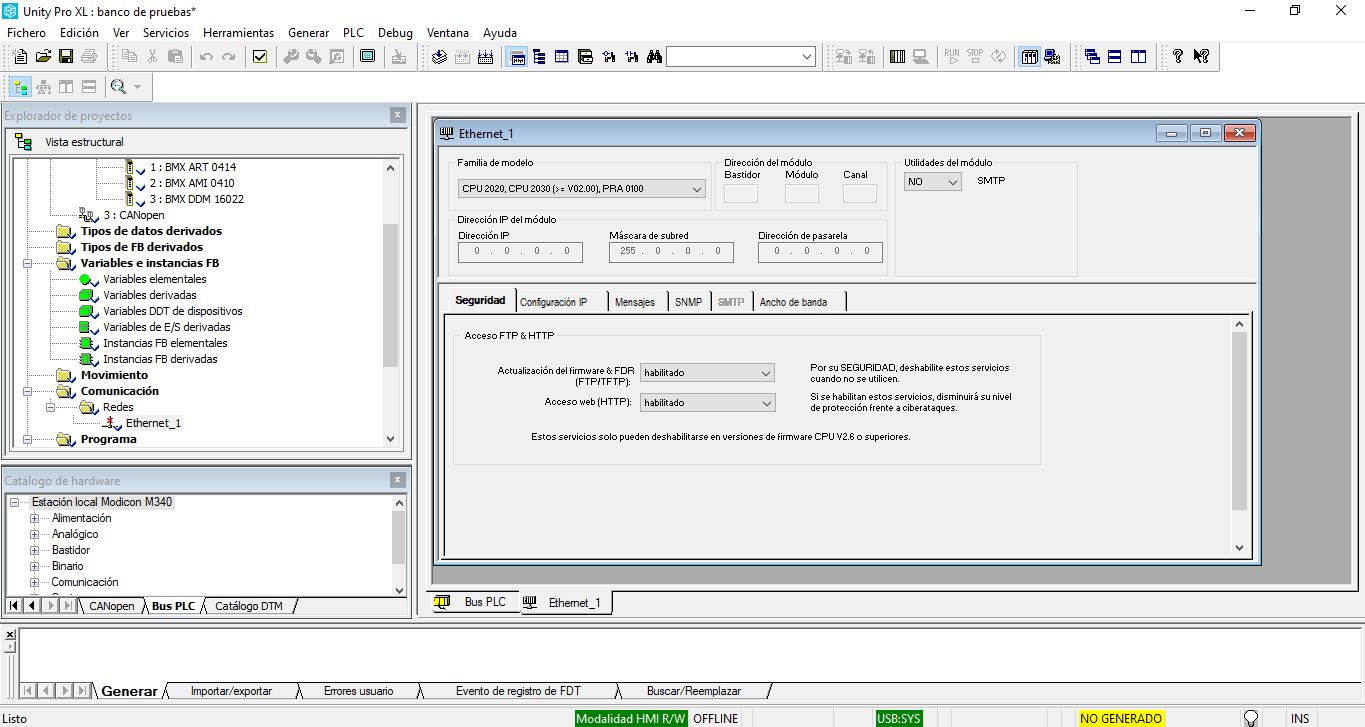 Unity Pro XL : banco de pruebas*
Fichero Edición Ver Servicios Herramientas Generar PLC Debug Ventana Ayuda
RUN STOP
Explorador de proyectos
Vista estructural
1 : BMX ART 0414
2 : BMX AMI 0410
3 : BMX DDM 16022
3 : CANopen
Tipos de datos derivados
Tipos de FB derivados
Variables e instancias FB
Variables elementales
Variables derivadas
Variables DDT de dispositivos
Variables de E/S derivadas
Instancias FB elementales
Instancias FB derivadas
Movimiento
Comunicación
Redes
Ethernet_1
Programa
Catálogo de hardware
Estación local Modicon M340
Alimentación
Analógico
Bastidor
Binario
Comunicación
CANopen Bus PLC Catálogo DTM
Ethernet_1
Familia de modelo
CPU 2020, CPU 2030 (>= V02.00), PRA 0100
Dirección del módulo
Bastidor Módulo Canal
Utilidades del módulo
NO SMTP
Dirección IP del módulo
Dirección IP Máscara de subred Dirección de pasarela
0 . 0 . 0 . 0 255 . 0 . 0 . 0 0 . 0 . 0 . 0
Seguridad Configuración IP Mensajes SNMP SMTP Ancho de banda
Acceso FTP & HTTP
Actualización del firmware & FDR
(FTP/TFTP):
habilitado
Acceso web (HTTP):
habilitado
Por su SEGURIDAD, deshabilite estos servicios
cuando no se utilicen.
Si se habilitan estos servicios, disminuirá su nivel
de protección frente a ciberataques.
Estos servicios solo pueden deshabilitarse en versiones de firmware CPU V2.6 o superiores.
Bus PLC Ethernet_1
Generar Importar/exportar Errores usuario Evento de registro de FDT Buscar/Reemplazar
Listo Modalidad HMI R/W OFFLINE USB:SYS NO GENERADO INS